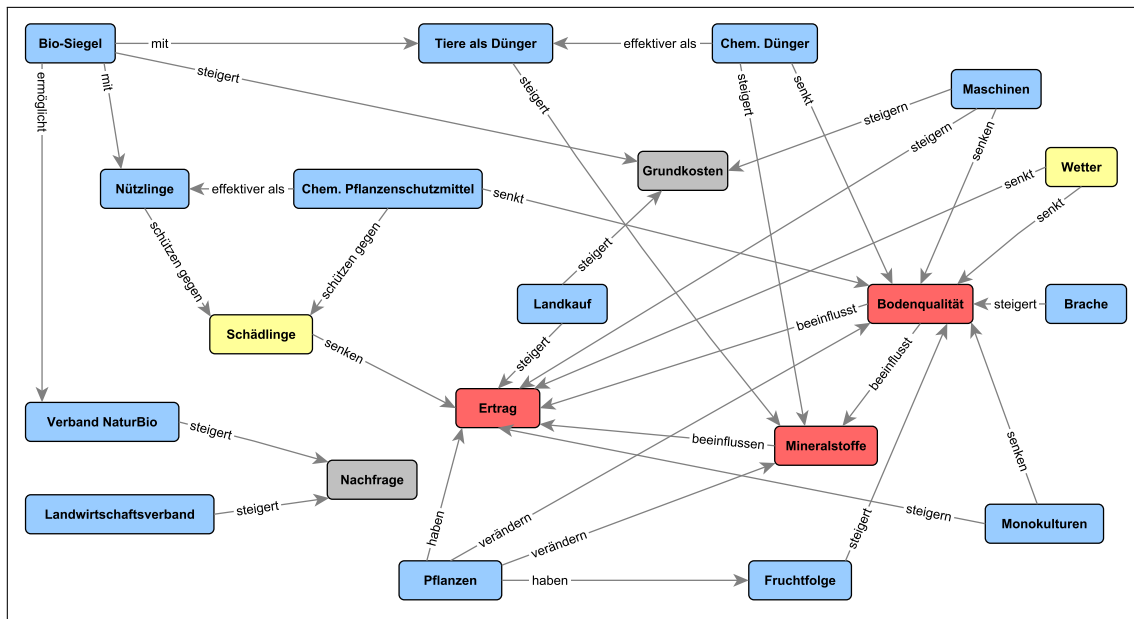 Bio-Siegel
mit
Tiere als Dünger
effektiver als
Chem. Dünger
ermöglicht
mit
steigert
steigert
steigert
senkt
Maschinen
steigern
steigern
senken
Wetter
Grundkosten
Nützlinge
effektiver als
Chem. Pflanzenschutzmittel
senkt
senkt
senkt
schützen gegen
schützen gegen
steigert
Landkauf
Bodenqualität
steigert
Brache
beeinflusst
Schädlinge
senken
steigert
beeinflusst
Ertrag
Verband NaturBio
steigert
beeinflussen
Mineralstoffe
senken
Nachfrage
Landwirtschaftsverband
steigert
haben
verändern
verändern
steigert
steigern
Monokulturen
Pflanzen
haben
Fruchtfolge